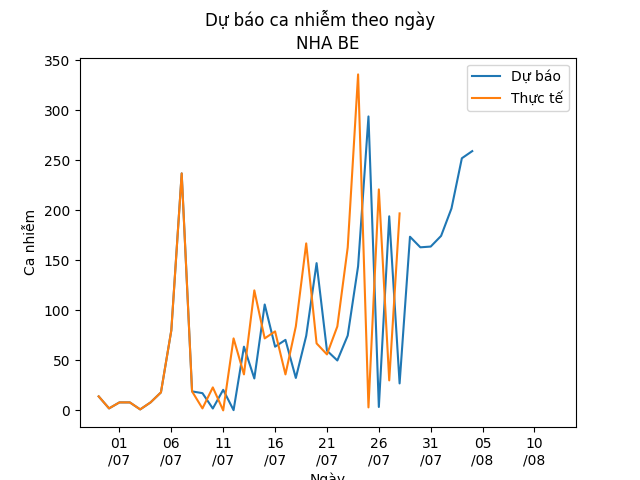 Dự báo ca nhiễm theo ngày
NHA BE
Dự báo
Thực tế
Ca nhiễm
350
300
250
200
150
100
50
0
01 06 11 16 21 26 31 05 10
/07 /07 /07 /07 /07 /07 /07 /08 /08
Ngày